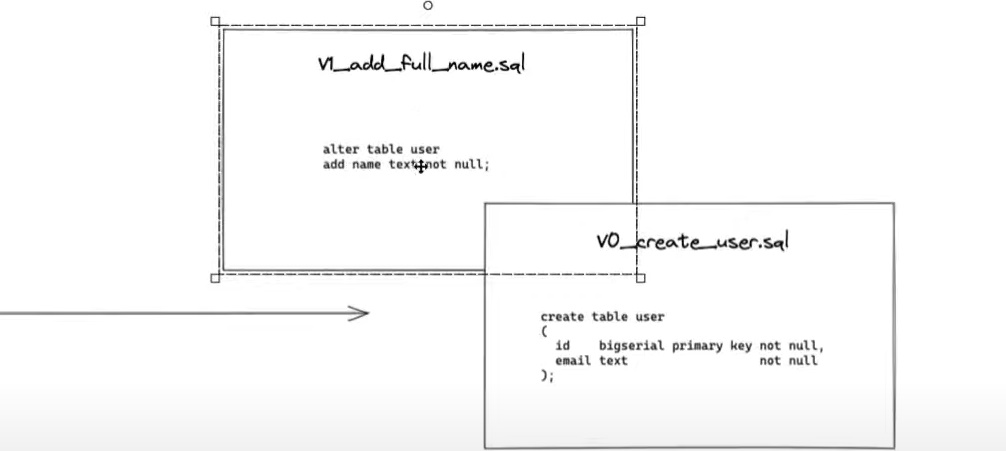 V1_add_full_name.sql
alter table user
add name text not null;
V0_create_user.sql
create table user
(
id bigserial primary key not null,
email text not null
);